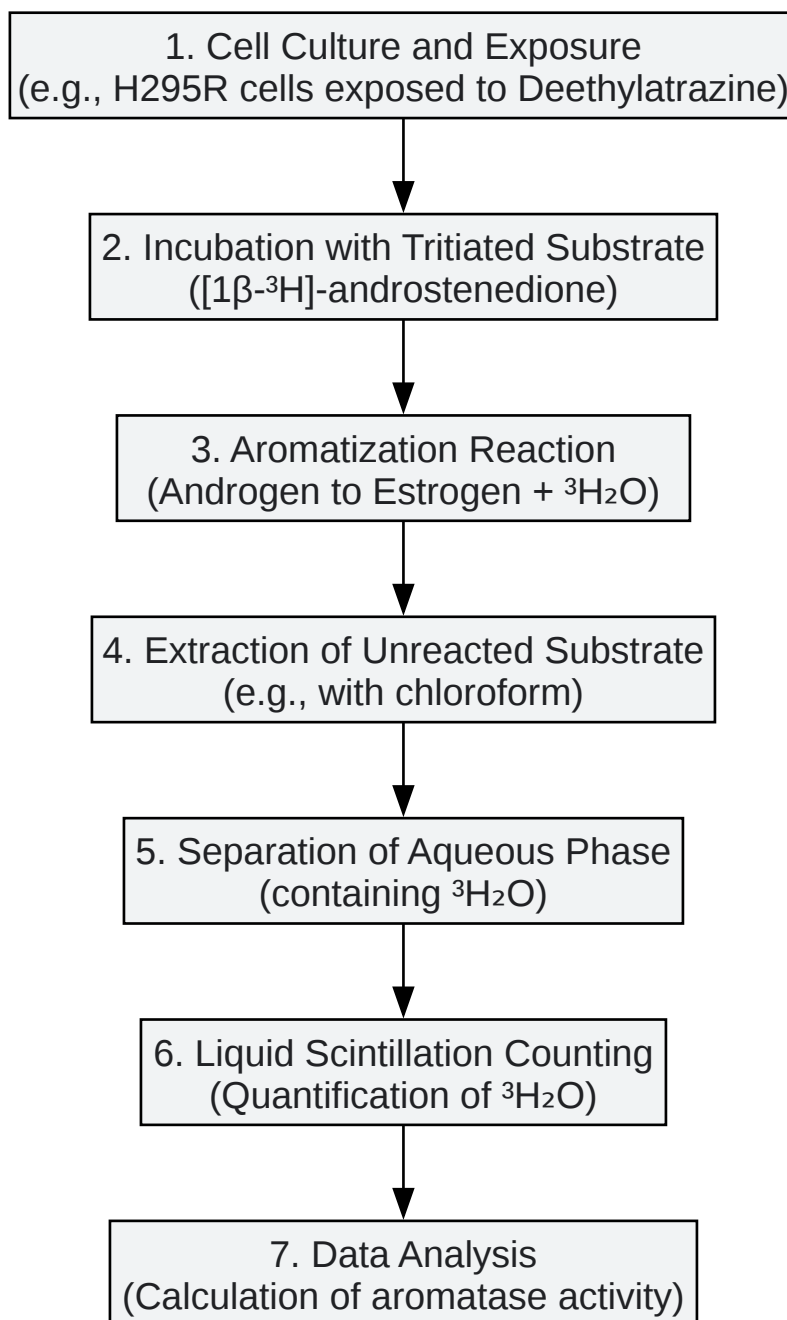 1. Cell Culture and Exposure
(e.g., H295R cells exposed to Deethylatrazine)
2. Incubation with Tritiated Substrate
([1β-³H]-androstenedione)
3. Aromatization Reaction
(Androgen to Estrogen + ³H₂O)
4. Extraction of Unreacted Substrate
(e.g., with chloroform)
5. Separation of Aqueous Phase
(containing ³H₂O)
6. Liquid Scintillation Counting
(Quantification of ³H₂O)
7. Data Analysis
(Calculation of aromatase activity)